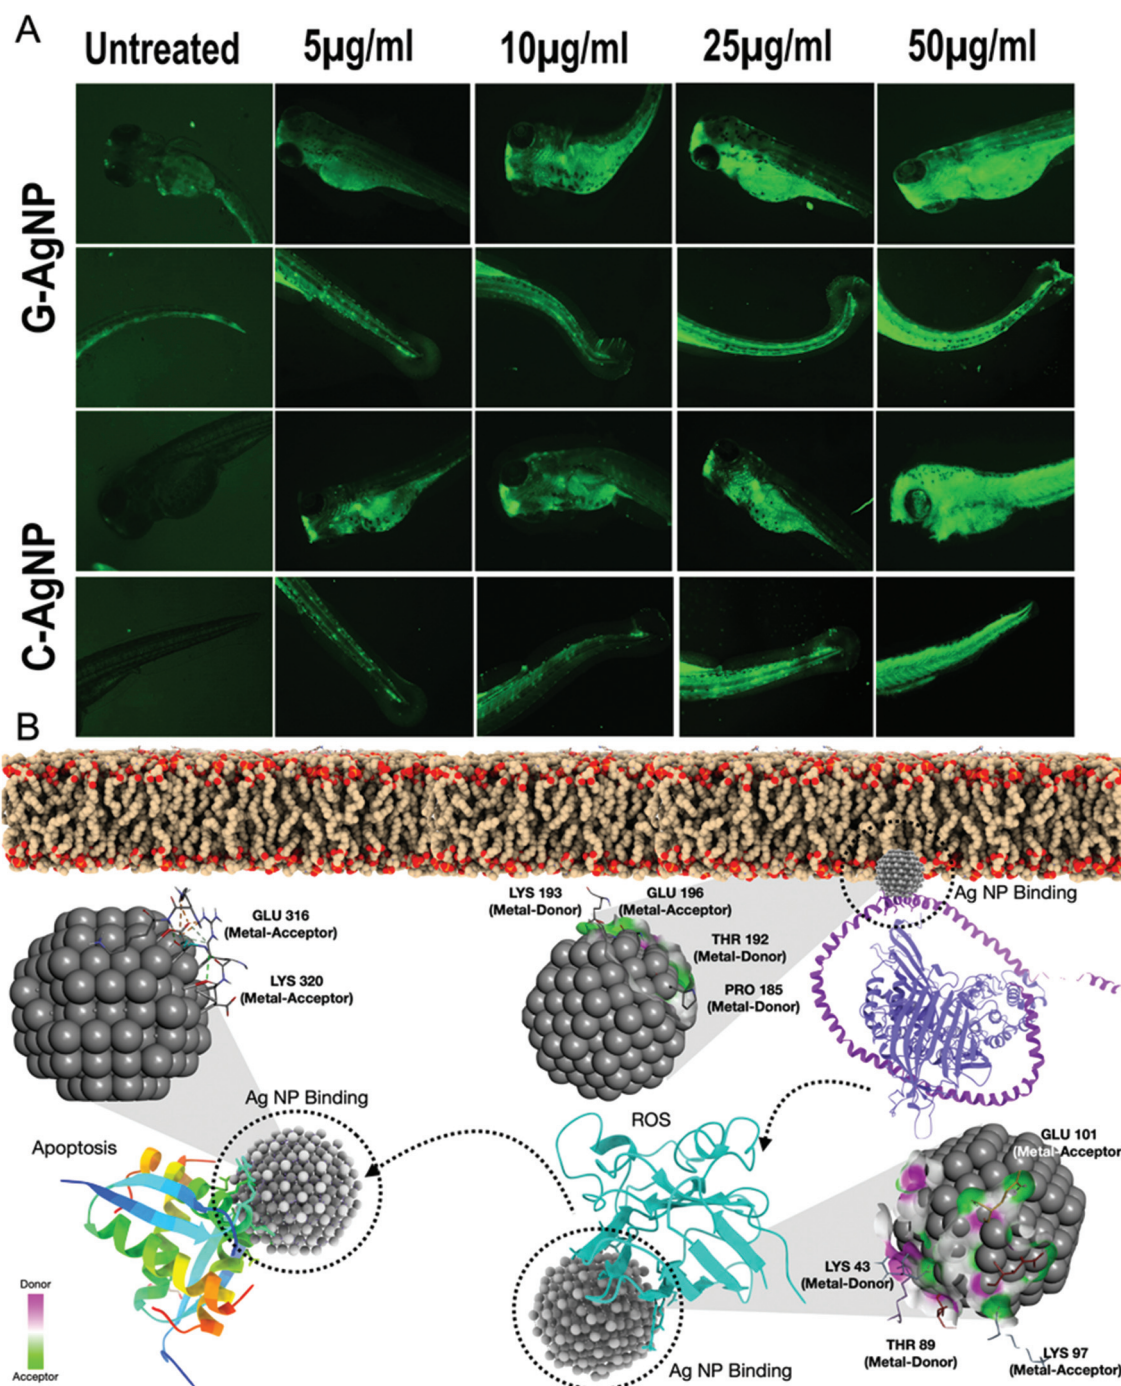 A
Untreated
5µg/ml
10µg/ml
25µg/ml
50µg/ml
G-AgNP
C-AgNP
B
Ag NP Binding
GLU 316
(Metal-Acceptor)
LYS 320
(Metal-Acceptor)
LYS 193
(Metal-Donor)
GLU 196
(Metal-Acceptor)
THR 192
(Metal-Donor)
PRO 185
(Metal-Donor)
Ag NP Binding
Apoptosis
ROS
GLU 101
(Metal-Acceptor
LYS 43
(Metal-Donor)
THR 89
(Metal-Donor)
LYS 97
(Metal-Acceptor)
Ag NP Binding
Donor
Acceptor